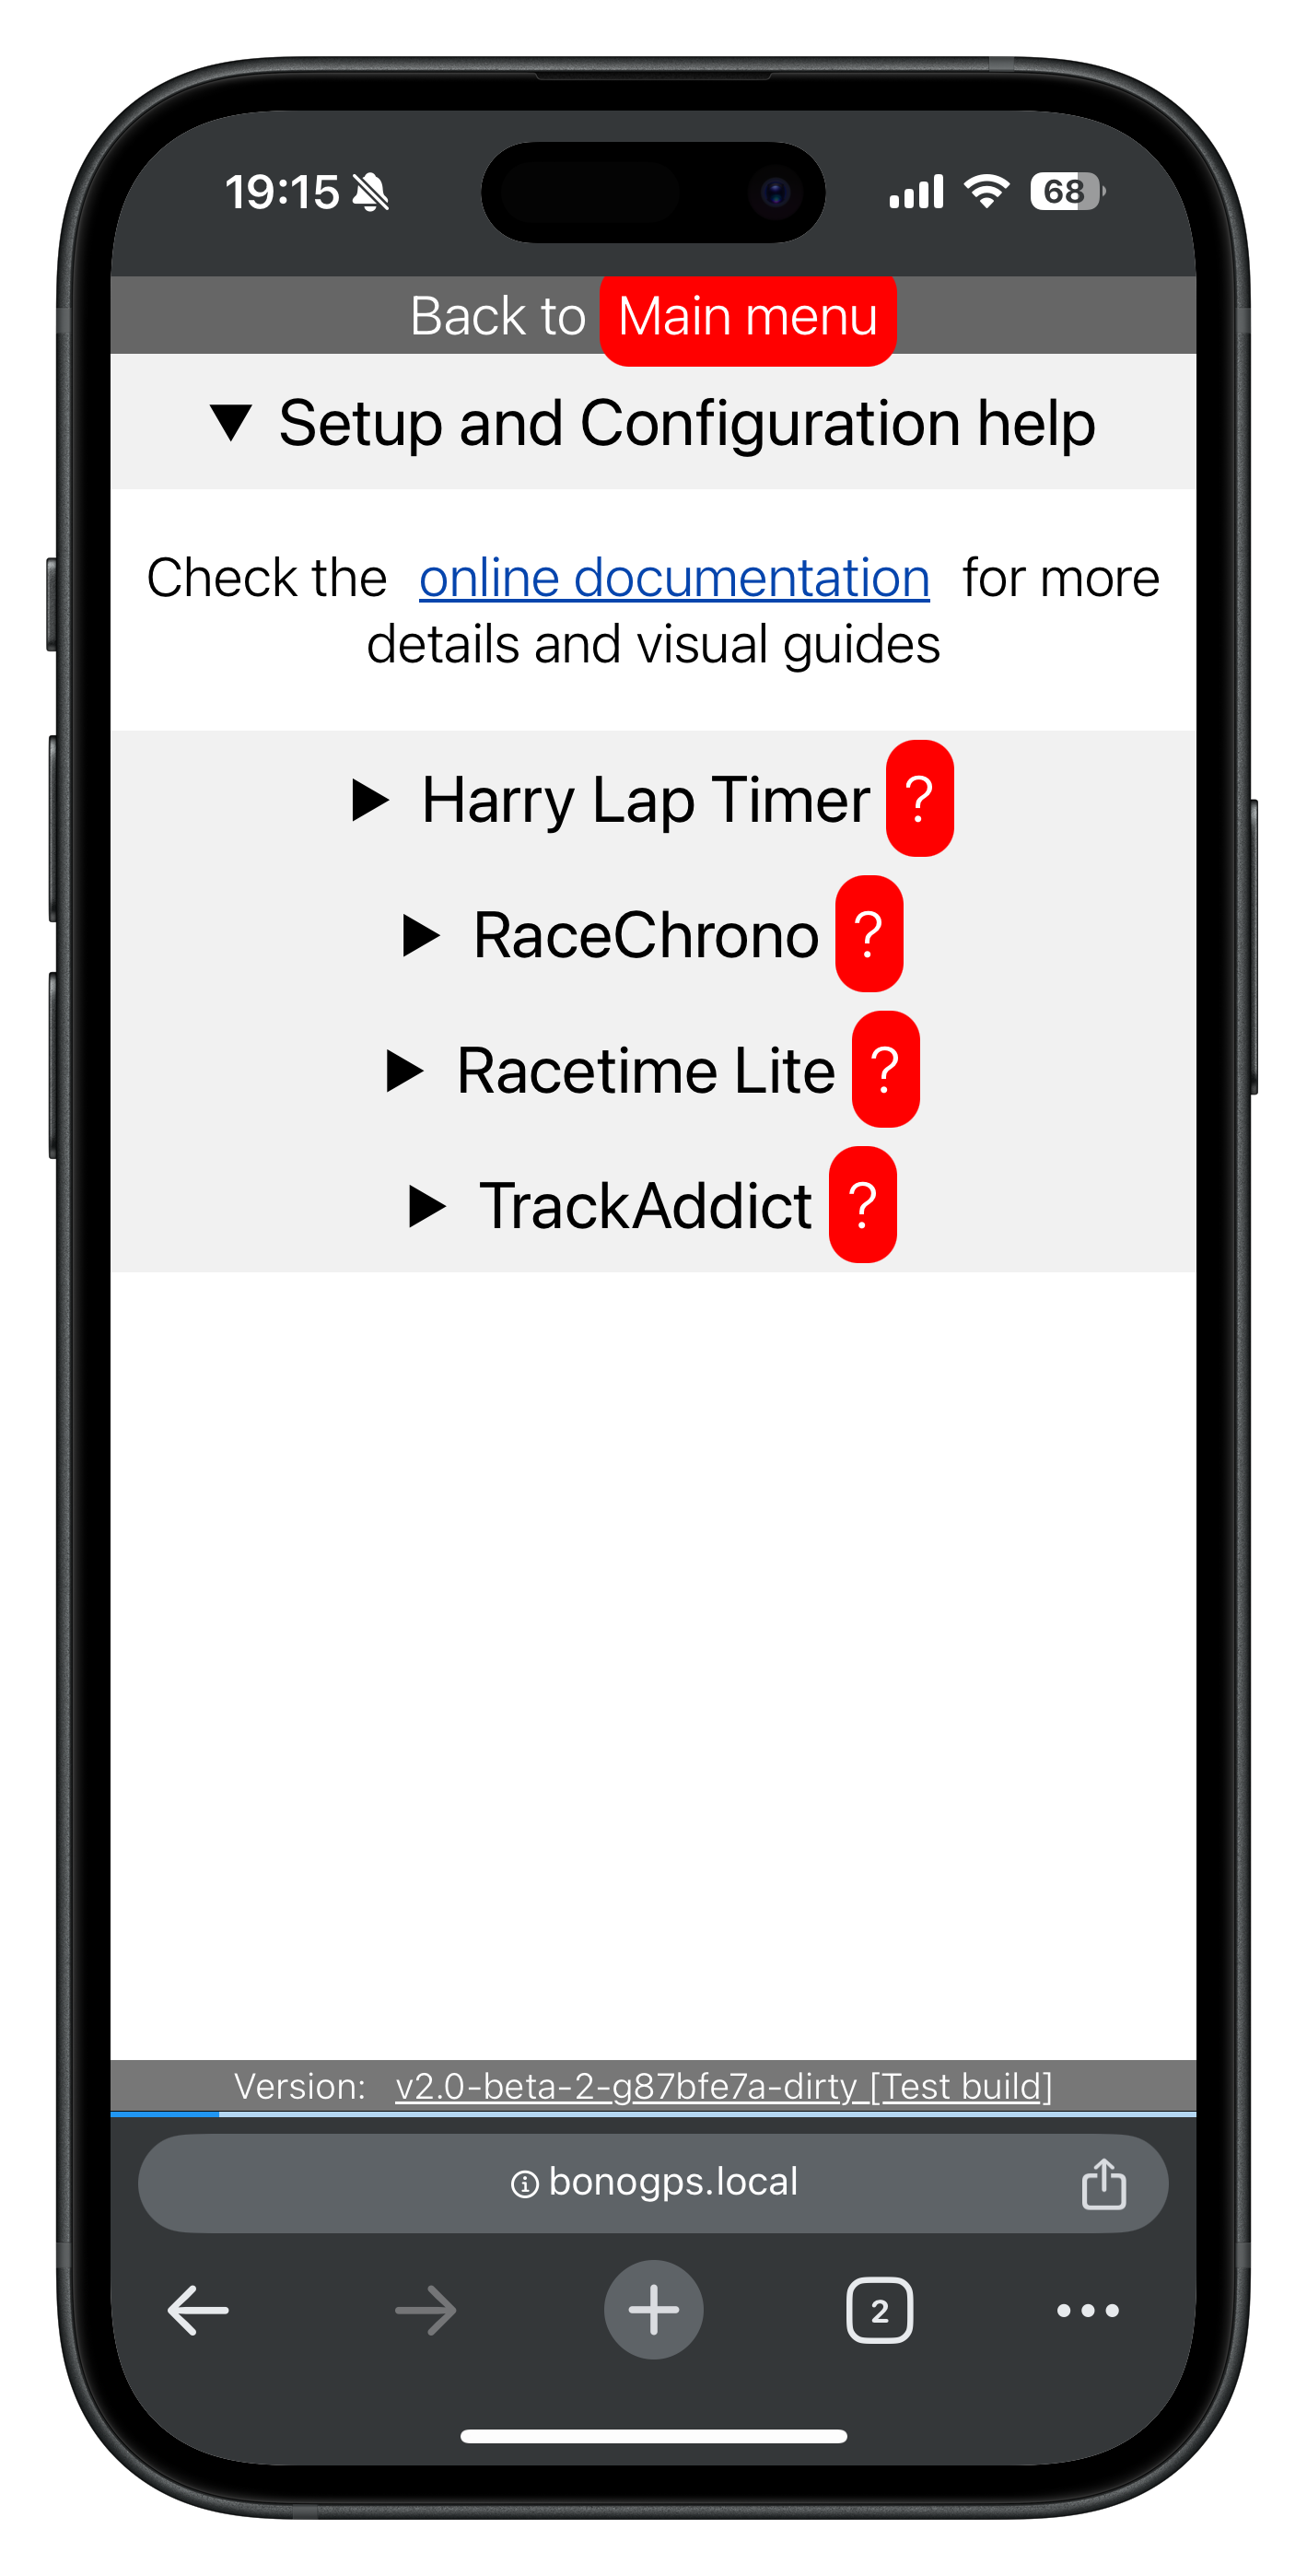 19:15 68
Back to Main menu
▼ Setup and Configuration help
Check the online documentation for more
details and visual guides
▶ Harry Lap Timer ?
▶ RaceChrono ?
▶ Racetime Lite ?
▶ TrackAddict ?
Version: v2.0-beta-2-g87bfe7a-dirty [Test build]
bonogps.local
2